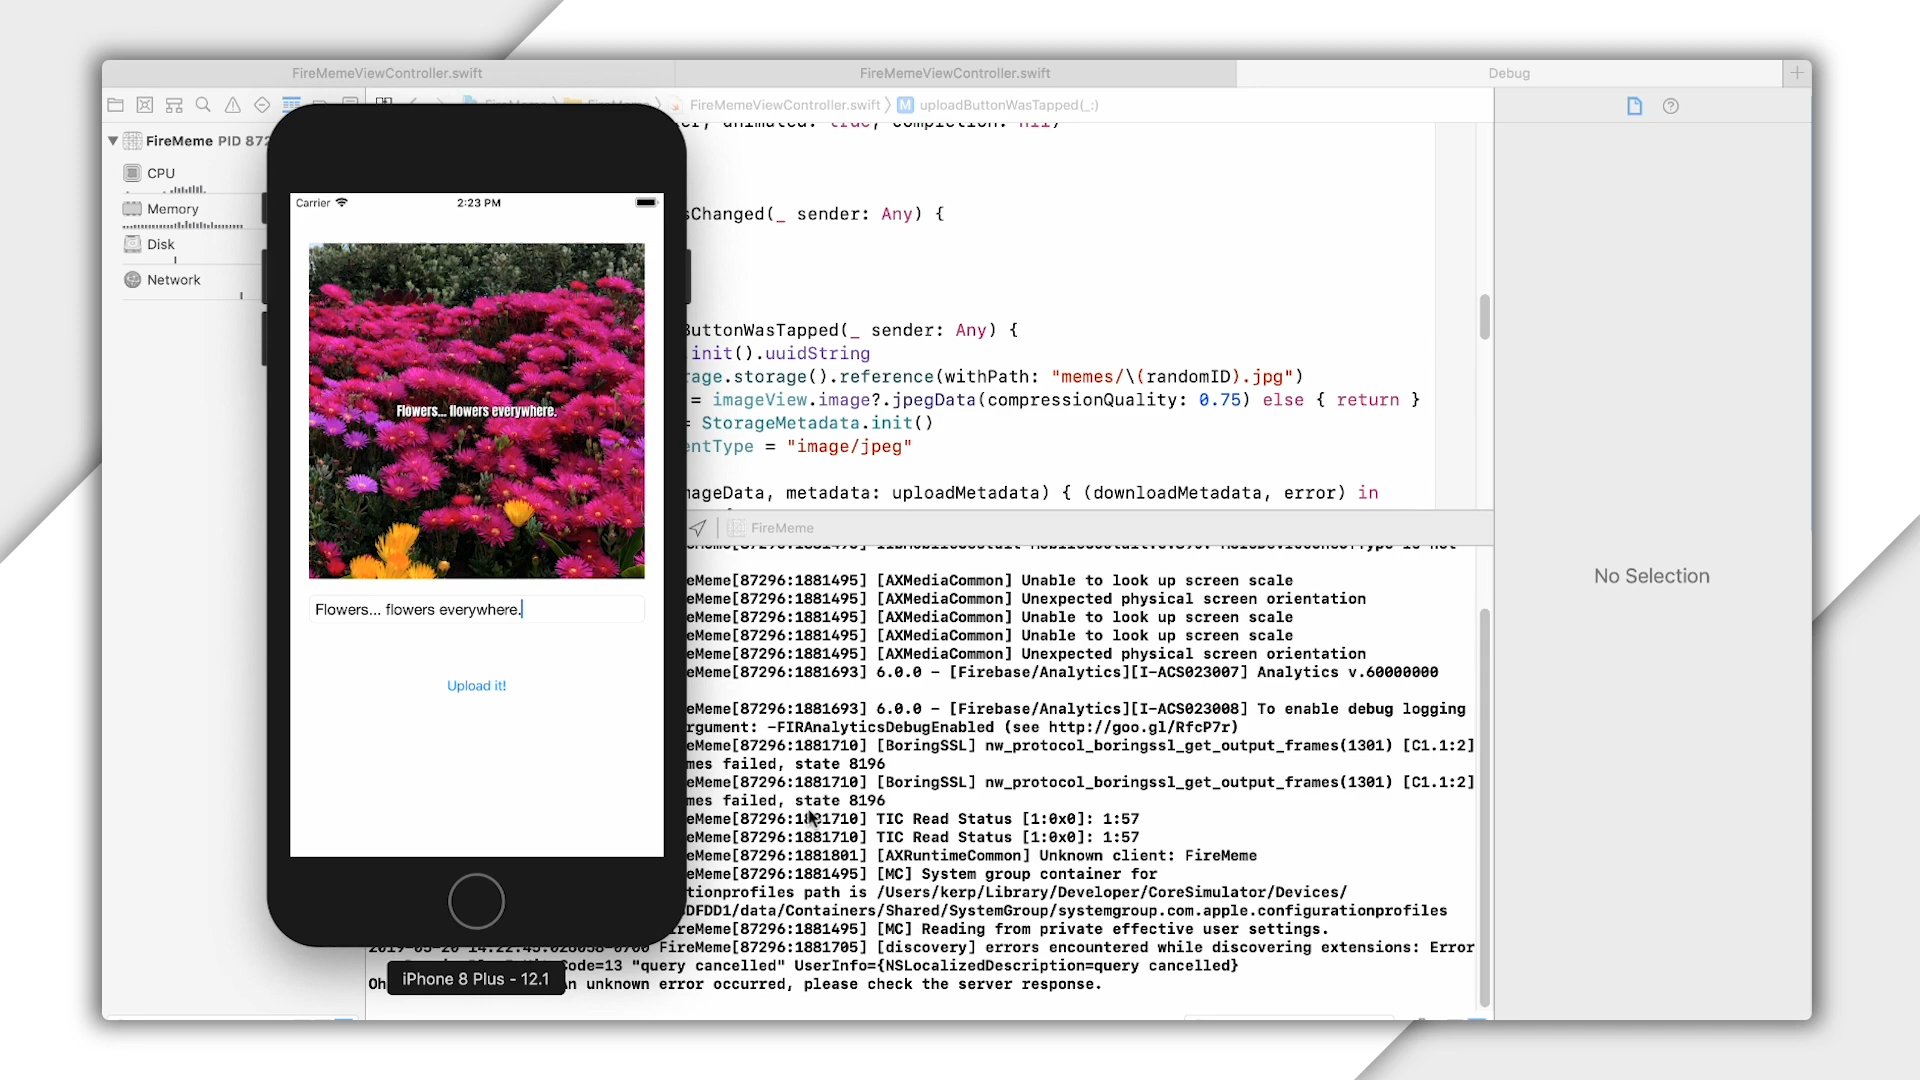 FireMemeViewController.swift
FireMemeViewController.swift
Debug
FireMemeViewController.swift
uploadButtonWasTapped(_:)
FireMeme PID 872
CPU
Memory
Disk
Network
Carrier
2:23 PM
Flowers... flowers everywhere.
Flowers... flowers everywhere.
Upload it!
iPhone 8 Plus - 12.1
animated: true, completion: nil)
sChanged(_ sender: Any) {
ButtonWasTapped(_ sender: Any) {
.init().uuidString
rage.storage().reference(withPath: "memes/\(randomID).jpg")
= imageView.image?.jpegData(compressionQuality: 0.75) else { return }
= StorageMetadata.init()
entType = "image/jpeg"
mageData, metadata: uploadMetadata) { (downloadMetadata, error) in
FireMeme
eMeme[87296:1881495] [AXMediaCommon] Unable to look up screen scale
eMeme[87296:1881495] [AXMediaCommon] Unexpected physical screen orientation
eMeme[87296:1881495] [AXMediaCommon] Unable to look up screen scale
eMeme[87296:1881495] [AXMediaCommon] Unable to look up screen scale
eMeme[87296:1881495] [AXMediaCommon] Unexpected physical screen orientation
eMeme[87296:1881693] 6.0.0 - [Firebase/Analytics][I-ACS023007] Analytics v.60000000
eMeme[87296:1881693] 6.0.0 - [Firebase/Analytics][I-ACS023008] To enable debug logging
rgument: -FIRAnalyticsDebugEnabled (see http://goo.gl/RfcP7r)
eMeme[87296:1881710] [BoringSSL] nw_protocol_boringssl_get_output_frames(1301) [C1.1:2]
mes failed, state 8196
eMeme[87296:1881710] [BoringSSL] nw_protocol_boringssl_get_output_frames(1301) [C1.1:2]
mes failed, state 8196
eMeme[87296:1881710] TIC Read Status [1:0x0]: 1:57
eMeme[87296:1881710] TIC Read Status [1:0x0]: 1:57
eMeme[87296:1881801] [AXRuntimeCommon] Unknown client: FireMeme
eMeme[87296:1881495] [MC] System group container for
tionprofiles path is /Users/kerp/Library/Developer/CoreSimulator/Devices/
DFDD1/data/Containers/Shared/SystemGroup/systemgroup.com.apple.configurationprofiles
ireMeme[87296:1881495] [MC] Reading from private effective user settings.
FireMeme[87296:1881705] [discovery] errors encountered while discovering extensions: Error
Code=13 "query cancelled" UserInfo={NSLocalizedDescription=query cancelled}
Oh
n unknown error occurred, please check the server response.
No Selection